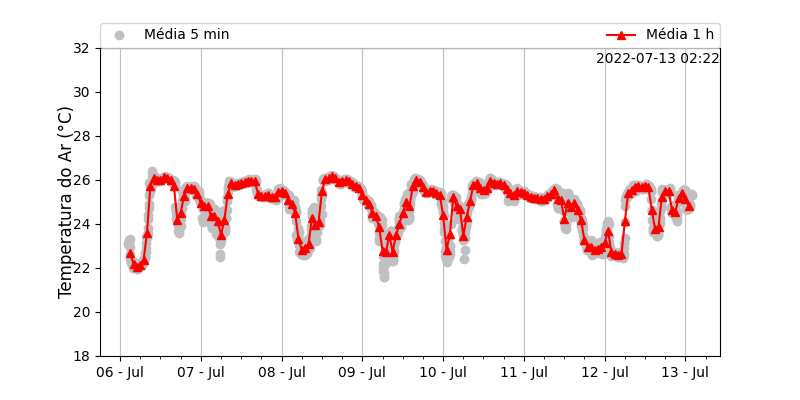 Média 5 min
Média 1 h
2022-07-13 02:22
Temperatura do Ar (°C)
32
30
28
26
24
22
20
18
06 - Jul
07 - Jul
08 - Jul
09 - Jul
10 - Jul
11 - Jul
12 - Jul
13 - Jul